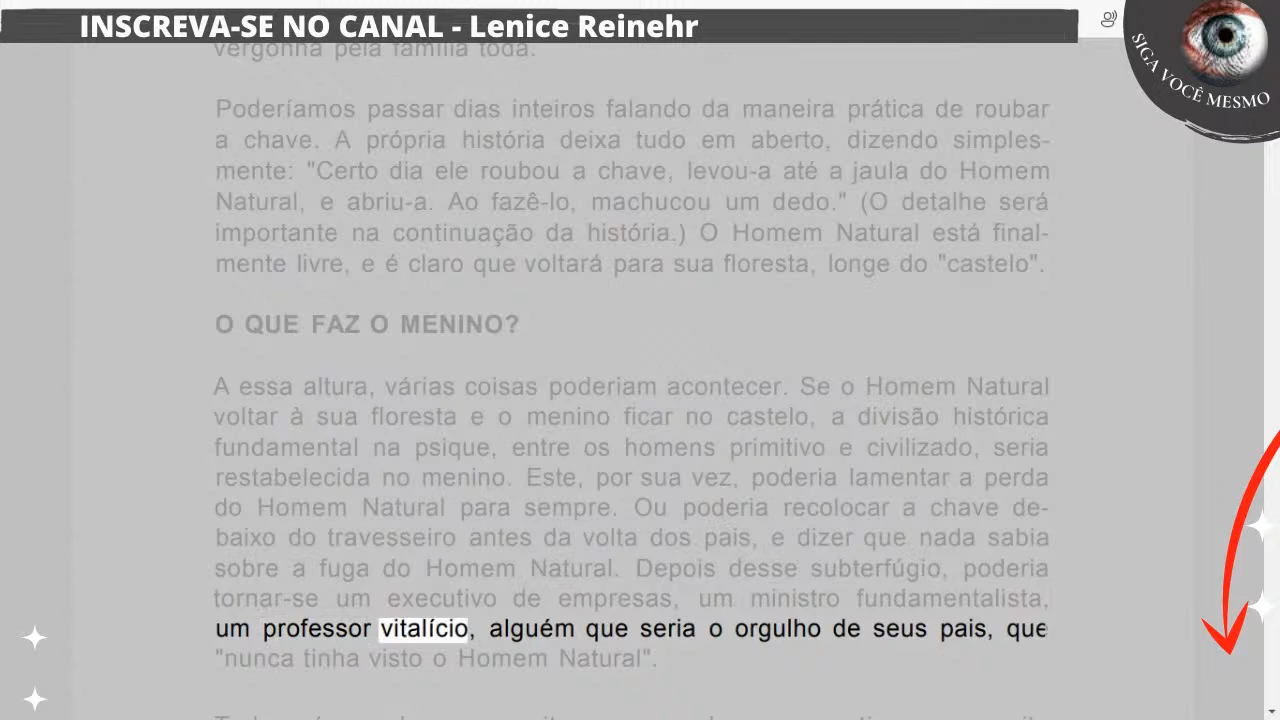 INSCREVA-SE NO CANAL - Lenice Reinehr
SIGA VOCÊ MESMO
vergonha pela família toda.
Poderíamos passar dias inteiros falando da maneira prática de roubar
a chave. A própria história deixa tudo em aberto, dizendo simples-
mente: "Certo dia ele roubou a chave, levou-a até a jaula do Homem
Natural, e abriu-a. Ao fazê-lo, machucou um dedo." (O detalhe será
importante na continuação da história.) O Homem Natural está final-
mente livre, e é claro que voltará para sua floresta, longe do "castelo".
O QUE FAZ O MENINO?
A essa altura, várias coisas poderiam acontecer. Se o Homem Natural
voltar à sua floresta e o menino ficar no castelo, a divisão histórica
fundamental na psique, entre os homens primitivo e civilizado, seria
restabelecida no menino. Este, por sua vez, poderia lamentar a perda
do Homem Natural para sempre. Ou poderia recolocar a chave de-
baixo do travesseiro antes da volta dos pais, e dizer que nada sabia
sobre a fuga do Homem Natural. Depois desse subterfúgio, poderia
tornar-se um executivo de empresas, um ministro fundamentalista,
um professor vitalício, alguém que seria o orgulho de seus pais, que
"nunca tinha visto o Homem Natural".